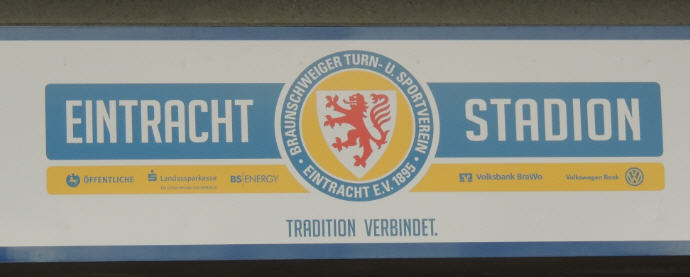 EINTRACHT STADION
BRAUNSCHWEIGER TURN- U. SPORTVEREIN
• EINTRACHT E.V. 1895 •
ÖFFENTLICHE Landessparkasse BS|ENERGY Volksbank BraWo Volkswagen Bank
TRADITION VERBINDET.